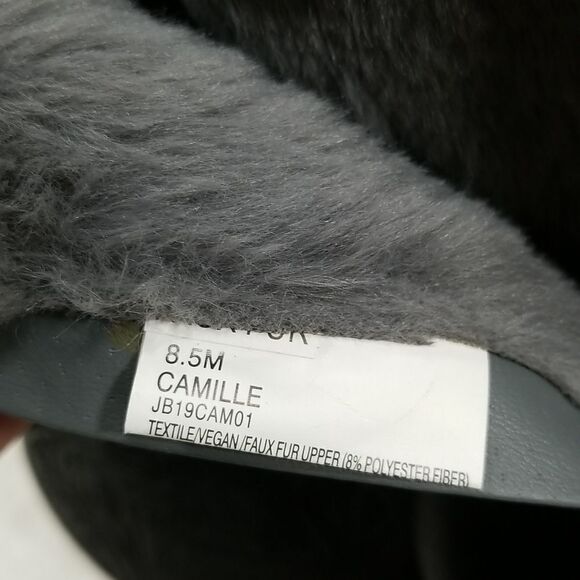 8.5M
CAMILLE
JB19CAM01
TEXTILE/VEGAN/FAUX FUR UPPER (8% POLYESTER FIBER)